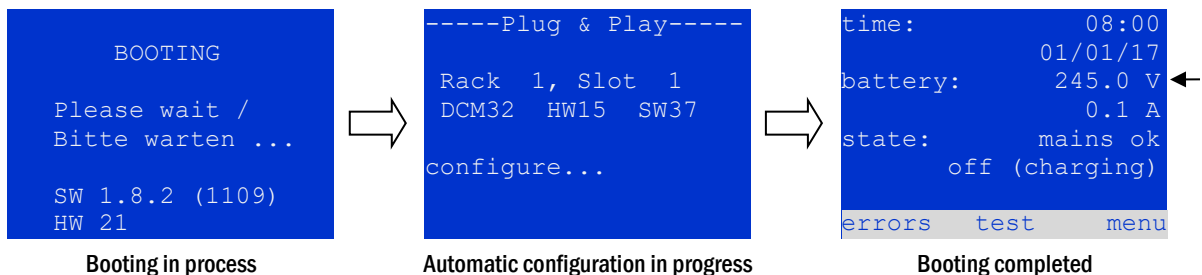 BOOTING
Please wait /
Bitte warten ...
SW 1.8.2 (1109)
HW 21
Booting in process
-----Plug & Play-----
Rack 1, Slot 1
DCM32 HW15 SW37
configure...
Automatic configuration in progress
time: 08:00
01/01/17
battery: 245.0 V
0.1 A
state: mains ok
off (charging)
errors test menu
Booting completed